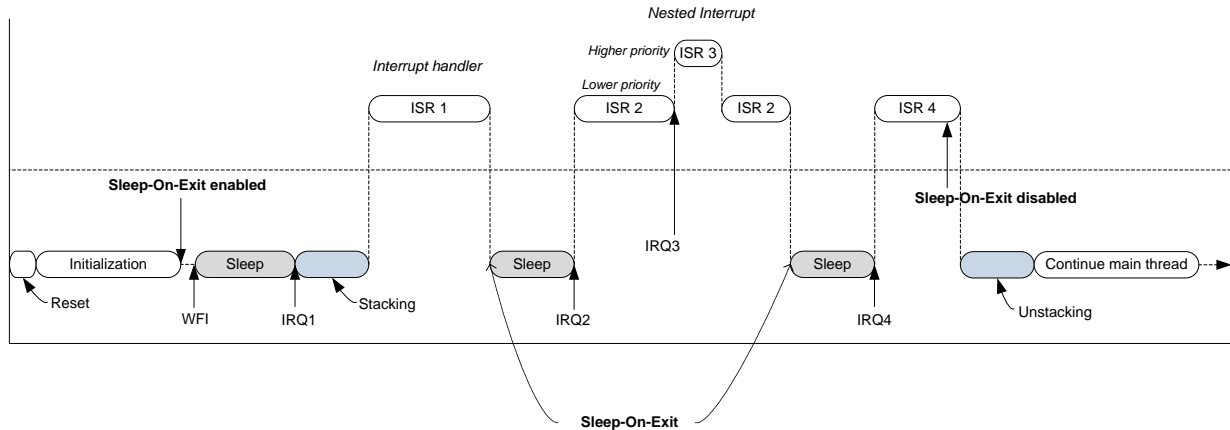 Nested Interrupt
Higher priority
ISR 3
Interrupt handler
Lower priority
ISR 1
ISR 2
ISR 2
ISR 4
Sleep-On-Exit enabled
Sleep-On-Exit disabled
IRQ3
Initialization
Sleep
Sleep
Sleep
Continue main thread
Reset
Stacking
Unstacking
WFI
IRQ1
IRQ2
IRQ4
Sleep-On-Exit